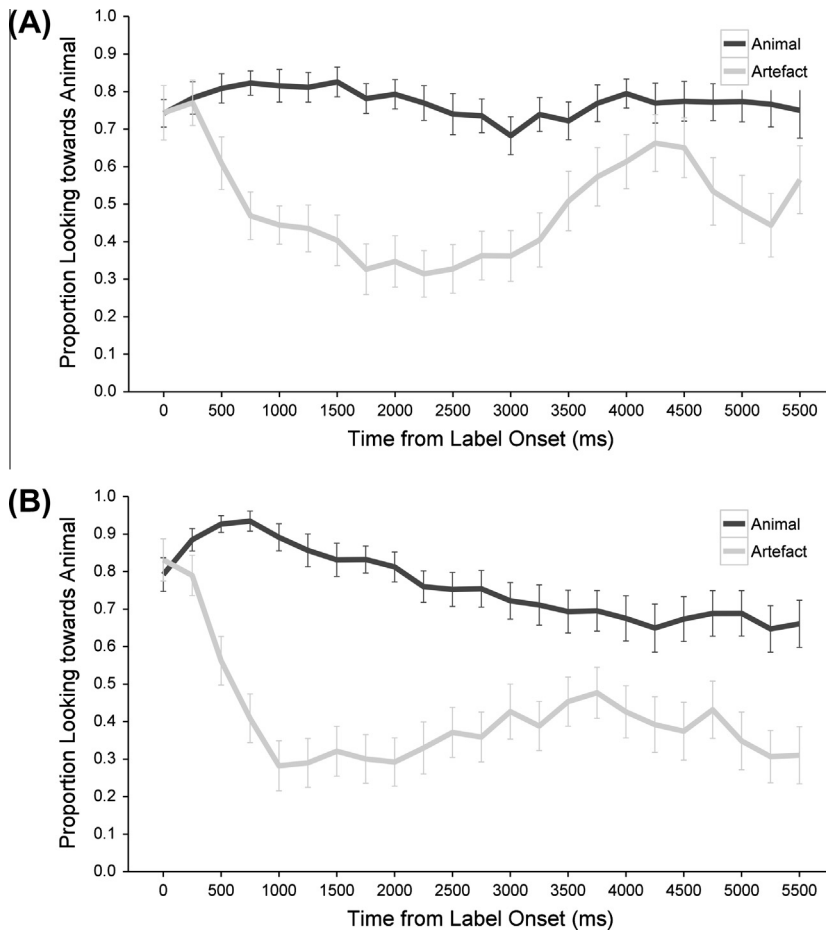 (A)
Proportion Looking towards Animal
1.0
0.9
0.8
0.7
0.6
0.5
0.4
0.3
0.2
0.1
0.0
Animal
Artefact
0 500 1000 1500 2000 2500 3000 3500 4000 4500 5000 5500
Time from Label Onset (ms)
(B)
Proportion Looking towards Animal
1.0
0.9
0.8
0.7
0.6
0.5
0.4
0.3
0.2
0.1
0.0
Animal
Artefact
0 500 1000 1500 2000 2500 3000 3500 4000 4500 5000 5500
Time from Label Onset (ms)